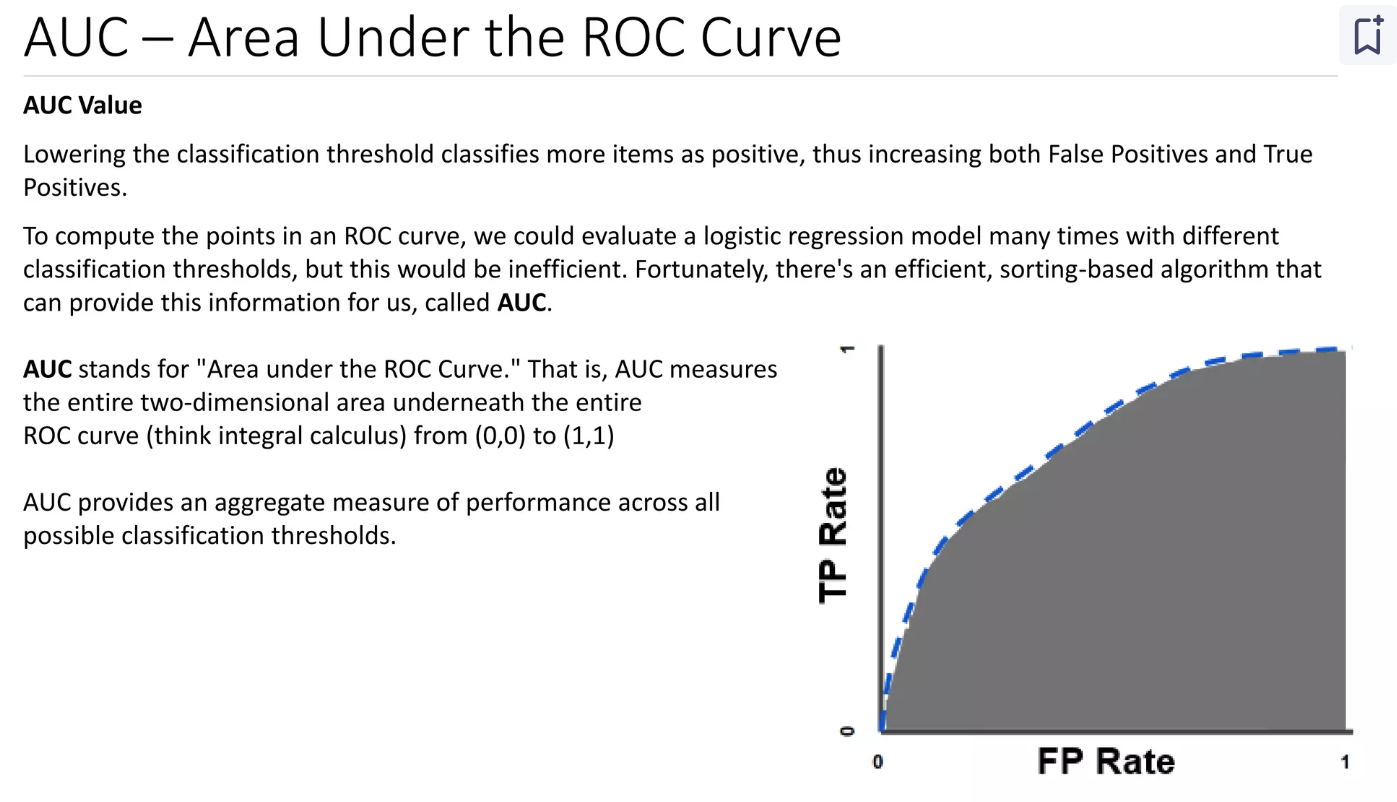 AUC – Area Under the ROC Curve
AUC Value
Lowering the classification threshold classifies more items as positive, thus increasing both False Positives and True
Positives.
To compute the points in an ROC curve, we could evaluate a logistic regression model many times with different
classification thresholds, but this would be inefficient. Fortunately, there's an efficient, sorting-based algorithm that
can provide this information for us, called AUC.
AUC stands for "Area under the ROC Curve." That is, AUC measures
the entire two-dimensional area underneath the entire
ROC curve (think integral calculus) from (0,0) to (1,1)
AUC provides an aggregate measure of performance across all
possible classification thresholds.
1
TP Rate
0
0
FP Rate
1